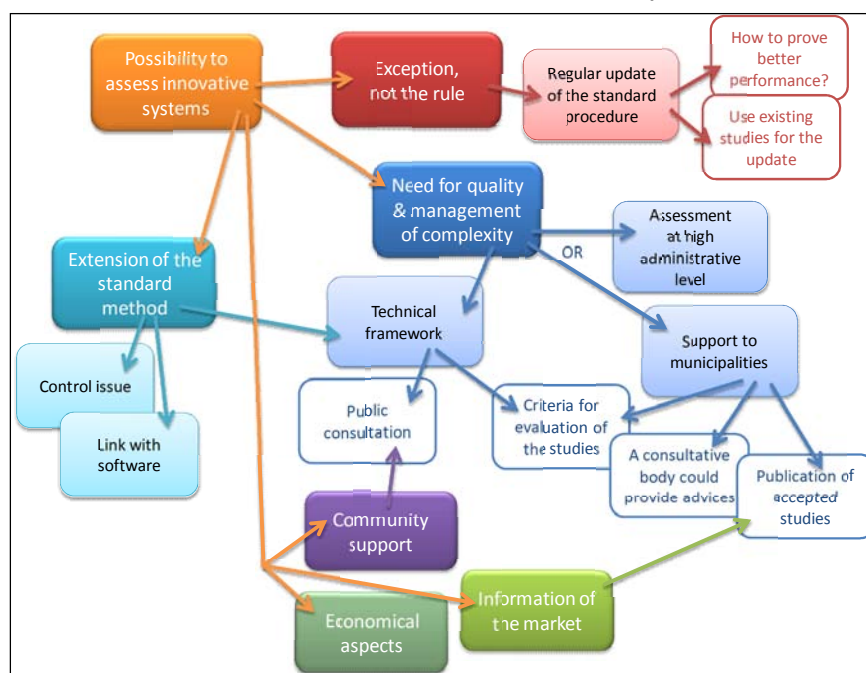 Possibility to
assess innovative
systems
Exception,
not the rule
Regular update
of the standard
procedure
How to prove
better
performance?
Use existing
studies for the
update
Need for quality
& management
of complexity
OR
Assessment
at high
administrative
level
Extension of the
standard
method
Technical
framework
Support to
municipalities
Control issue
Link with
software
Public
consultation
Criteria for
evaluation of
the studies
A consultative
body could
provide advices
Publication of
accepted
studies
Community
support
Information of
the market
Economical
aspects